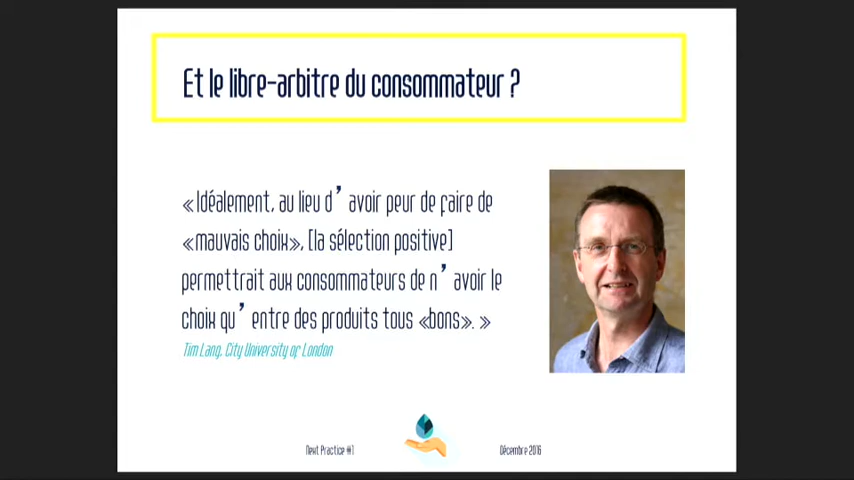 Et le libre-arbitre du consommateur ?
« Idéalement, au lieu d’ avoir peur de faire de
«mauvais choix», [la sélection positive]
permettrait aux consommateurs de n’ avoir le
choix qu’ entre des produits tous «bons». »
Tim Lang, City University of London
Next Practice #1
Décembre 2016